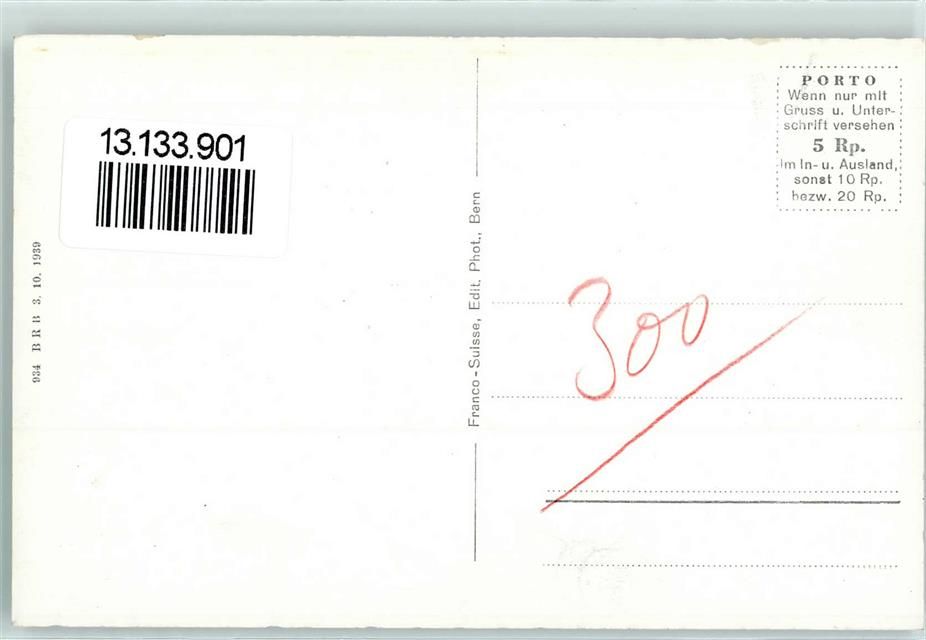 13.133.901
934 BRB 3. 10. 1939
Franco-Suisse, Edit. Phot., Bern
PORTO
Wenn nur mit
Gruss u. Unter-
schrift versehen
5 Rp.
im In- u. Ausland,
sonst 10 Rp.
bezw. 20 Rp.
300